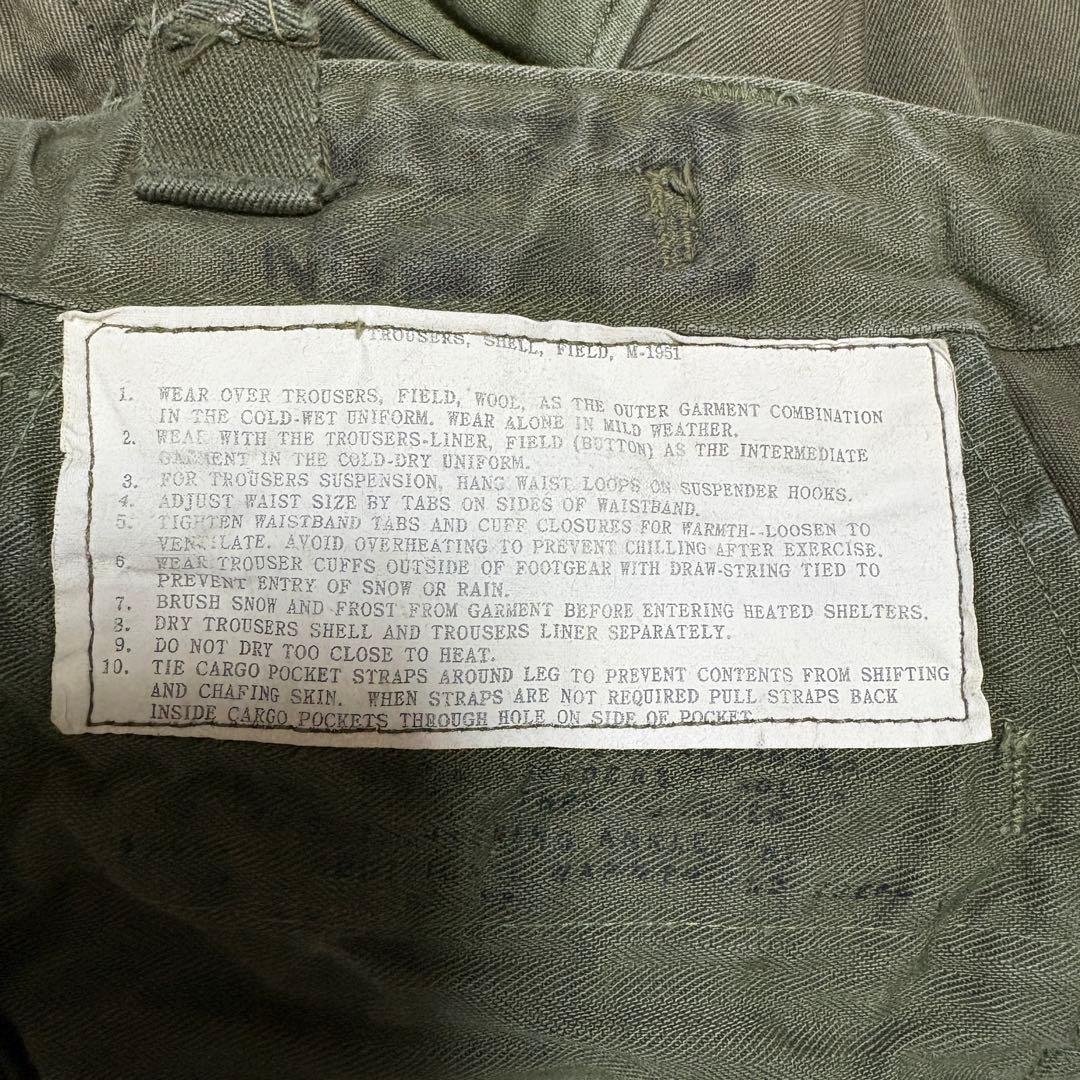 TROUSERS, SHELL, FIELD, M-1951
1. WEAR OVER TROUSERS, FIELD, WOOL, AS THE OUTER GARMENT COMBINATION
IN THE COLD-WET UNIFORM. WEAR ALONE IN MILD WEATHER.
2. WEAR WITH THE TROUSERS-LINER, FIELD (BUTTON) AS THE INTERMEDIATE
GARMENT IN THE COLD-DRY UNIFORM.
3. FOR TROUSERS SUSPENSION, HANG WAIST LOOPS ON SUSPENDER HOOKS.
4. ADJUST WAIST SIZE BY TABS ON SIDES OF WAISTBAND.
5. TIGHTEN WAISTBAND TABS AND CUFF CLOSURES FOR WARMTH--LOOSEN TO
VENTILATE. AVOID OVERHEATING TO PREVENT CHILLING AFTER EXERCISE.
6. WEAR TROUSER CUFFS OUTSIDE OF FOOTGEAR WITH DRAW-STRING TIED TO
PREVENT ENTRY OF SNOW OR RAIN.
7. BRUSH SNOW AND FROST FROM GARMENT BEFORE ENTERING HEATED SHELTERS.
8. DRY TROUSERS SHELL AND TROUSERS LINER SEPARATELY.
9. DO NOT DRY TOO CLOSE TO HEAT.
10. TIE CARGO POCKET STRAPS AROUND LEG TO PREVENT CONTENTS FROM SHIFTING
AND CHAFING SKIN. WHEN STRAPS ARE NOT REQUIRED PULL STRAPS BACK
INSIDE CARGO POCKETS THROUGH HOLE ON SIDE OF POCKET.